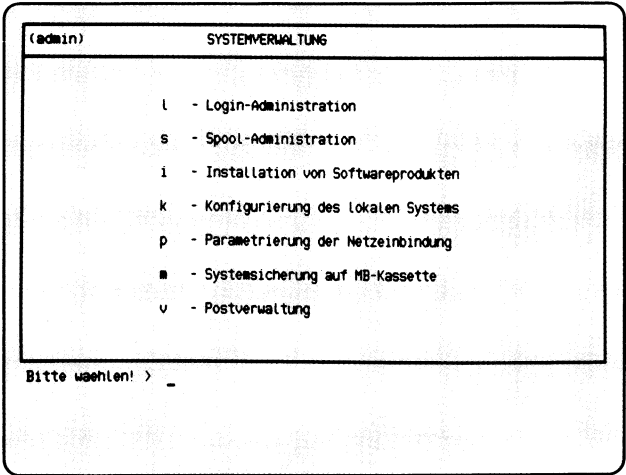 (admin) SYSTEMVERWALTUNG
l - Login-Administration
s - Spool-Administration
i - Installation von Softwareprodukten
k - Konfigurierung des lokalen Systems
p - Parametrierung der Netzeinbindung
m - Systemsicherung auf MB-Kassette
v - Postverwaltung
Bitte waehlen! > _